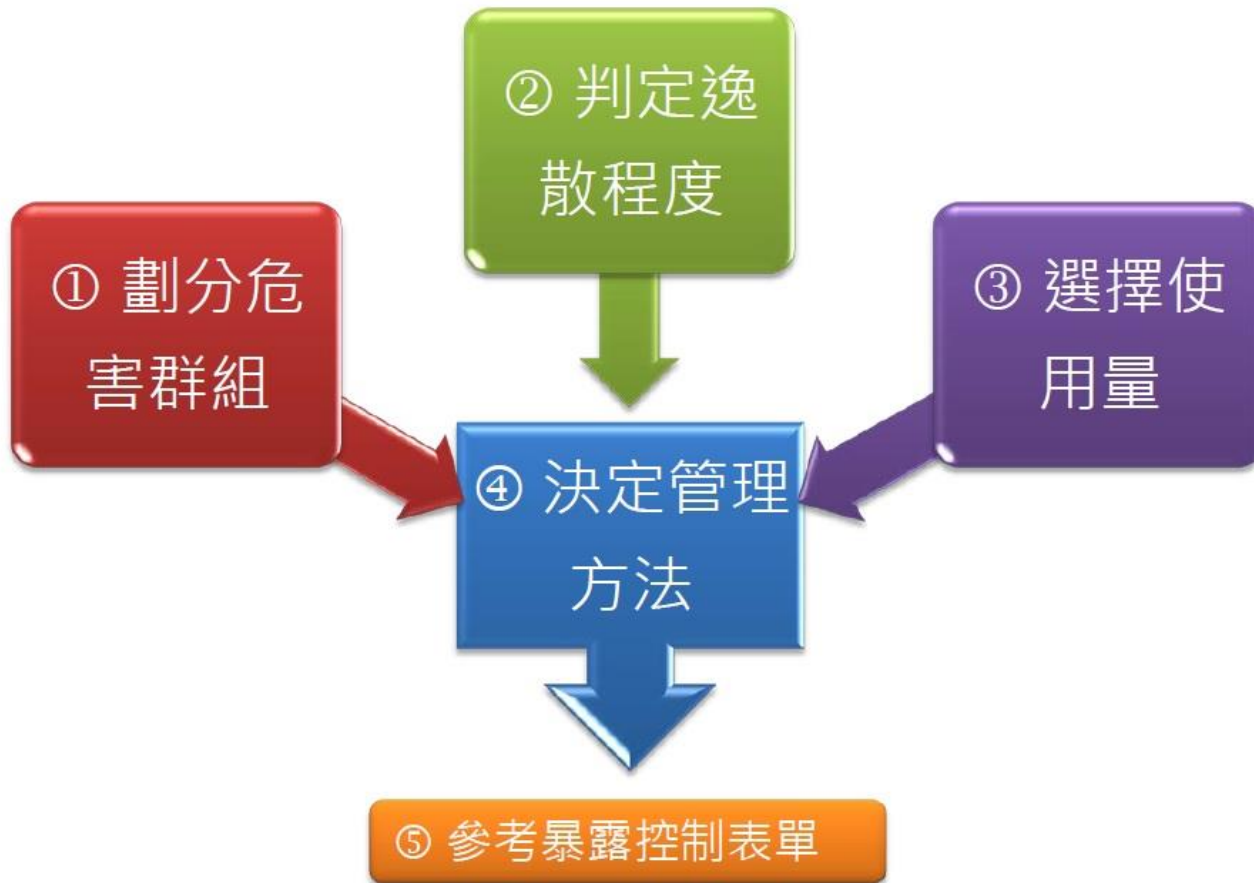 ① 劃分危
害群組
② 判定逸
散程度
③ 選擇使
用量
④ 決定管理
方法
⑤ 參考暴露控制表單